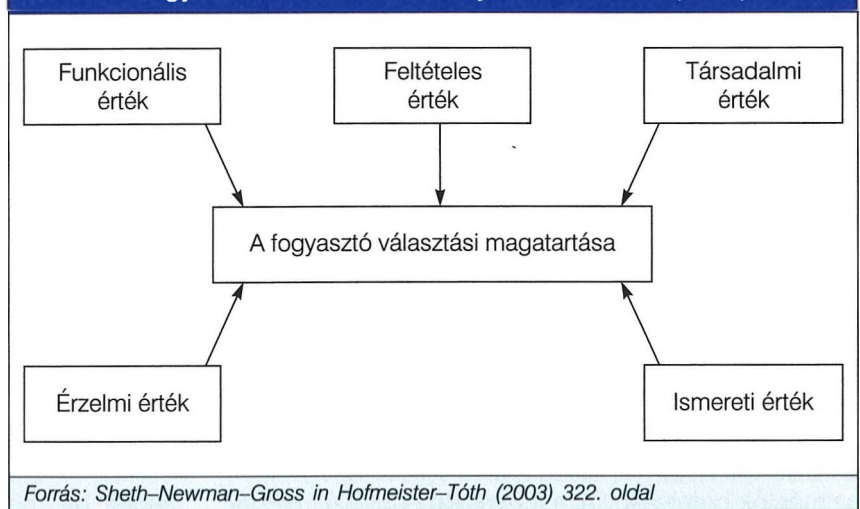 Funkcionális
érték
Feltételes
érték
Társadalmi
érték
A fogyasztó választási magatartása
Érzelmi érték
Ismereti érték
Forrás: Sheth–Newman–Gross in Hofmeister–Tóth (2003) 322. oldal